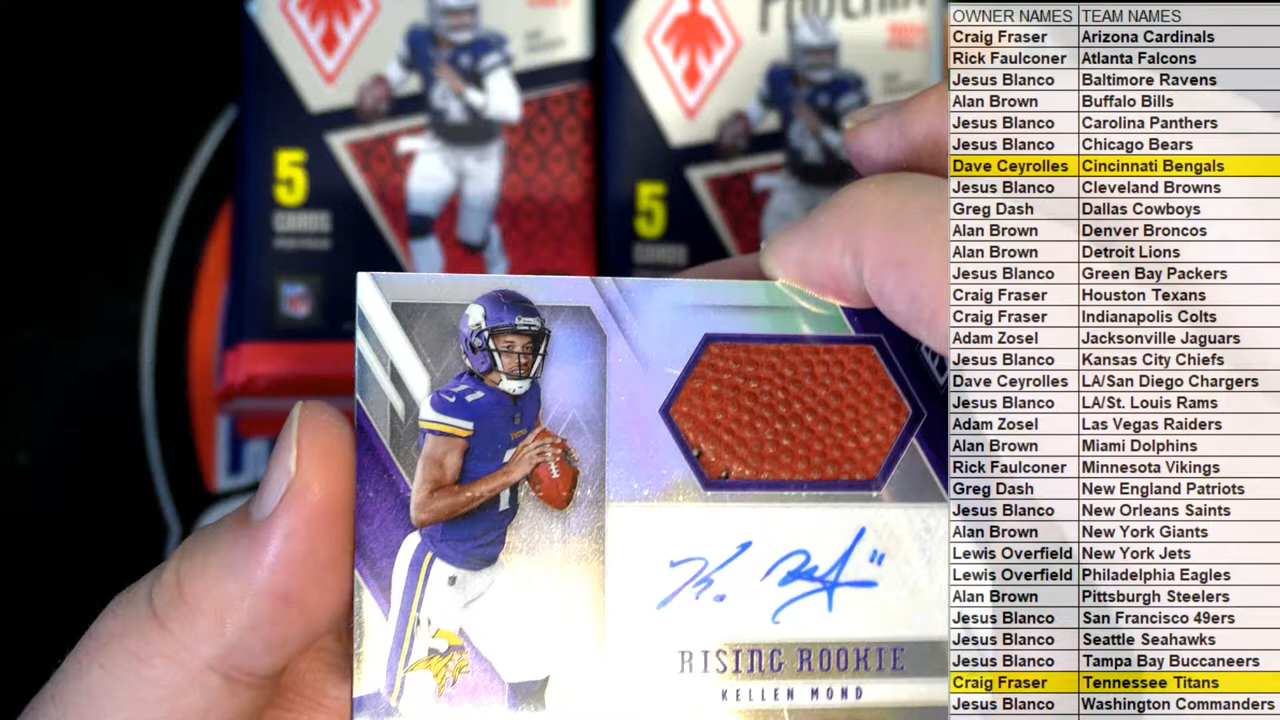 PHOENIX
5
CARDS
5
CARDS
11
RISING ROOKIE
KELLEN MOND
OWNER NAMES TEAM NAMES
Craig Fraser Arizona Cardinals
Rick Faulconer Atlanta Falcons
Jesus Blanco Baltimore Ravens
Alan Brown Buffalo Bills
Jesus Blanco Carolina Panthers
Jesus Blanco Chicago Bears
Dave Ceyrolles Cincinnati Bengals
Jesus Blanco Cleveland Browns
Greg Dash Dallas Cowboys
Alan Brown Denver Broncos
Alan Brown Detroit Lions
Jesus Blanco Green Bay Packers
Craig Fraser Houston Texans
Craig Fraser Indianapolis Colts
Adam Zosel Jacksonville Jaguars
Jesus Blanco Kansas City Chiefs
Dave Ceyrolles LA/San Diego Chargers
Jesus Blanco LA/St. Louis Rams
Adam Zosel Las Vegas Raiders
Alan Brown Miami Dolphins
Rick Faulconer Minnesota Vikings
Greg Dash New England Patriots
Jesus Blanco New Orleans Saints
Alan Brown New York Giants
Lewis Overfield New York Jets
Lewis Overfield Philadelphia Eagles
Alan Brown Pittsburgh Steelers
Jesus Blanco San Francisco 49ers
Jesus Blanco Seattle Seahawks
Jesus Blanco Tampa Bay Buccaneers
Craig Fraser Tennessee Titans
Jesus Blanco Washington Commanders